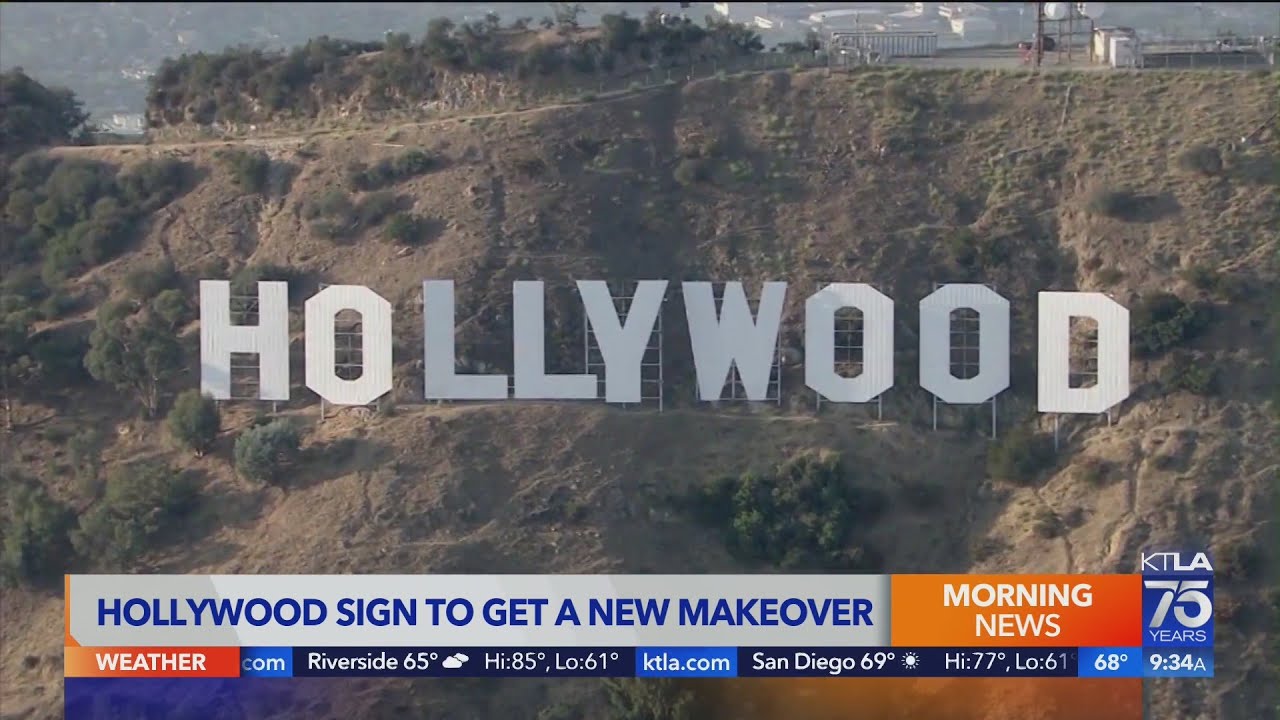 HOLLYWOOD
HOLLYWOOD SIGN TO GET A NEW MAKEOVER
MORNING
NEWS
KTLA
75
YEARS
WEATHER
.com
Riverside 65° Hi:85°, Lo:61°
ktla.com
San Diego 69° Hi:77°, Lo:61°
68°
9:34A